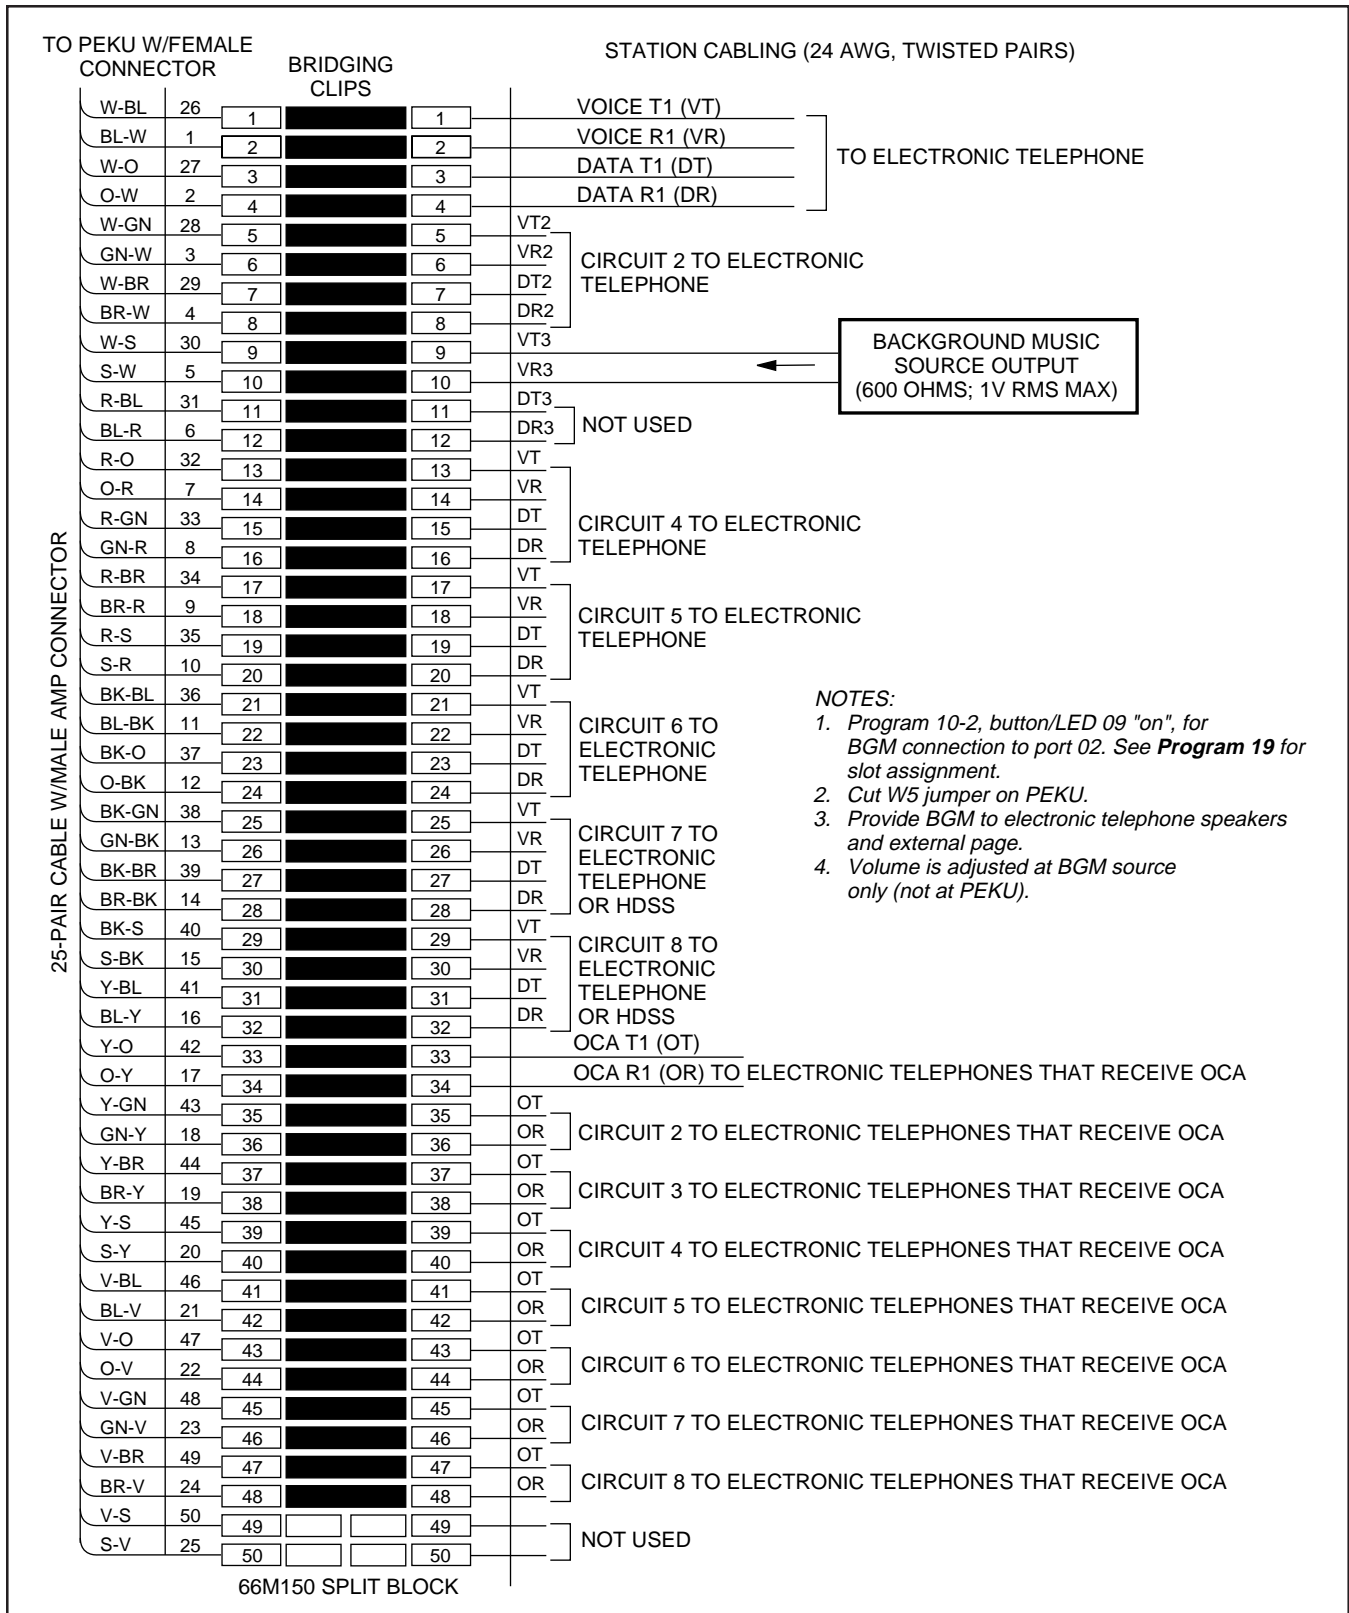 TO PEKU W/FEMALE
CONNECTOR
BRIDGING
CLIPS
STATION CABLING (24 AWG, TWISTED PAIRS)
25-PAIR CABLE W/MALE AMP CONNECTOR
W-BL 26 1 1 VOICE T1 (VT)
BL-W 1 2 2 VOICE R1 (VR)
W-O 27 3 3 DATA T1 (DT)
O-W 2 4 4 DATA R1 (DR)
TO ELECTRONIC TELEPHONE
W-GN 28 5 5 VT2
GN-W 3 6 6 VR2
W-BR 29 7 7 DT2
BR-W 4 8 8 DR2
CIRCUIT 2 TO ELECTRONIC
TELEPHONE
W-S 30 9 9 VT3
S-W 5 10 10 VR3
BACKGROUND MUSIC
SOURCE OUTPUT
(600 OHMS; 1V RMS MAX)
R-BL 31 11 11 DT3
BL-R 6 12 12 DR3
NOT USED
R-O 32 13 13 VT
O-R 7 14 14 VR
R-GN 33 15 15 DT
GN-R 8 16 16 DR
CIRCUIT 4 TO ELECTRONIC
TELEPHONE
R-BR 34 17 17 VT
BR-R 9 18 18 VR
R-S 35 19 19 DT
S-R 10 20 20 DR
CIRCUIT 5 TO ELECTRONIC
TELEPHONE
BK-BL 36 21 21 VT
BL-BK 11 22 22 VR
BK-O 37 23 23 DT
O-BK 12 24 24 DR
CIRCUIT 6 TO
ELECTRONIC
TELEPHONE
BK-GN 38 25 25 VT
GN-BK 13 26 26 VR
BK-BR 39 27 27 DT
BR-BK 14 28 28 DR
CIRCUIT 7 TO
ELECTRONIC
TELEPHONE
OR HDSS
BK-S 40 29 29 VT
S-BK 15 30 30 VR
Y-BL 41 31 31 DT
BL-Y 16 32 32 DR
CIRCUIT 8 TO
ELECTRONIC
TELEPHONE
OR HDSS
NOTES:
1. Program 10-2, button/LED 09 "on", for
BGM connection to port 02. See Program 19 for
slot assignment.
2. Cut W5 jumper on PEKU.
3. Provide BGM to electronic telephone speakers
and external page.
4. Volume is adjusted at BGM source
only (not at PEKU).
Y-O 42 33 33 OCA T1 (OT)
O-Y 17 34 34 OCA R1 (OR) TO ELECTRONIC TELEPHONES THAT RECEIVE OCA
Y-GN 43 35 35 OT
GN-Y 18 36 36 OR
CIRCUIT 2 TO ELECTRONIC TELEPHONES THAT RECEIVE OCA
Y-BR 44 37 37 OT
BR-Y 19 38 38 OR
CIRCUIT 3 TO ELECTRONIC TELEPHONES THAT RECEIVE OCA
Y-S 45 39 39 OT
S-Y 20 40 40 OR
CIRCUIT 4 TO ELECTRONIC TELEPHONES THAT RECEIVE OCA
V-BL 46 41 41 OT
BL-V 21 42 42 OR
CIRCUIT 5 TO ELECTRONIC TELEPHONES THAT RECEIVE OCA
V-O 47 43 43 OT
O-V 22 44 44 OR
CIRCUIT 6 TO ELECTRONIC TELEPHONES THAT RECEIVE OCA
V-GN 48 45 45 OT
GN-V 23 46 46 OR
CIRCUIT 7 TO ELECTRONIC TELEPHONES THAT RECEIVE OCA
V-BR 49 47 47 OT
BR-V 24 48 48 OR
CIRCUIT 8 TO ELECTRONIC TELEPHONES THAT RECEIVE OCA
V-S 50 49 49
S-V 25 50 50
NOT USED
66M150 SPLIT BLOCK